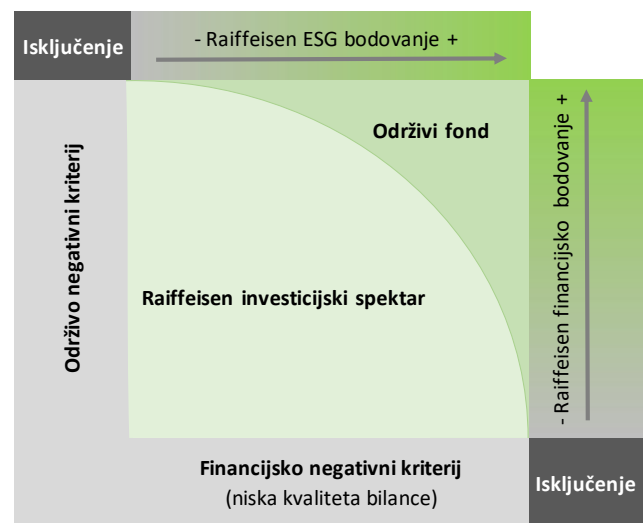 Isključenje
- Raiffeisen ESG bodovanje +
Održivi fond
- Raiffeisen financijsko bodovanje +
Održivo negativni kriterij
Raiffeisen investicijski spektar
Financijsko negativni kriterij
(niska kvaliteta bilance)
Isključenje